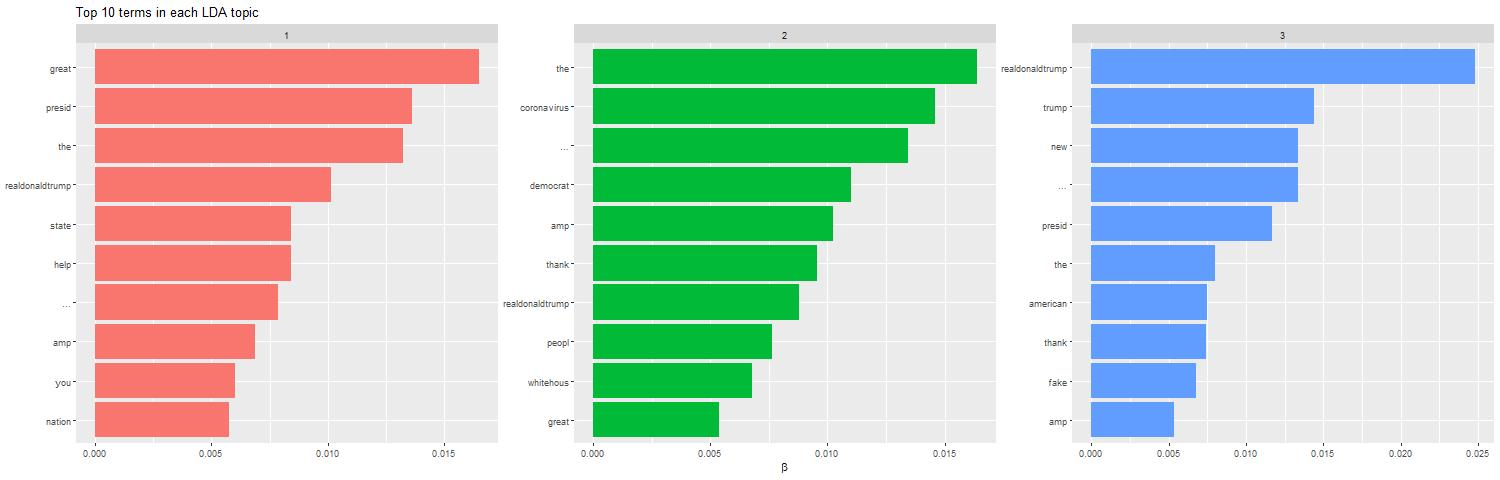 Top 10 terms in each LDA topic
1
great
presid
the
realdonaldtrump
state
help
...
amp
you
nation
0.000 0.005 0.010 0.015
2
the
coronavirus
...
democrat
amp
thank
realdonaldtrump
peopl
whitehous
great
0.000 0.005 0.010 0.015
3
realdonaldtrump
trump
new
...
presid
the
american
thank
fake
amp
0.000 0.005 0.010 0.015 0.020 0.025
β